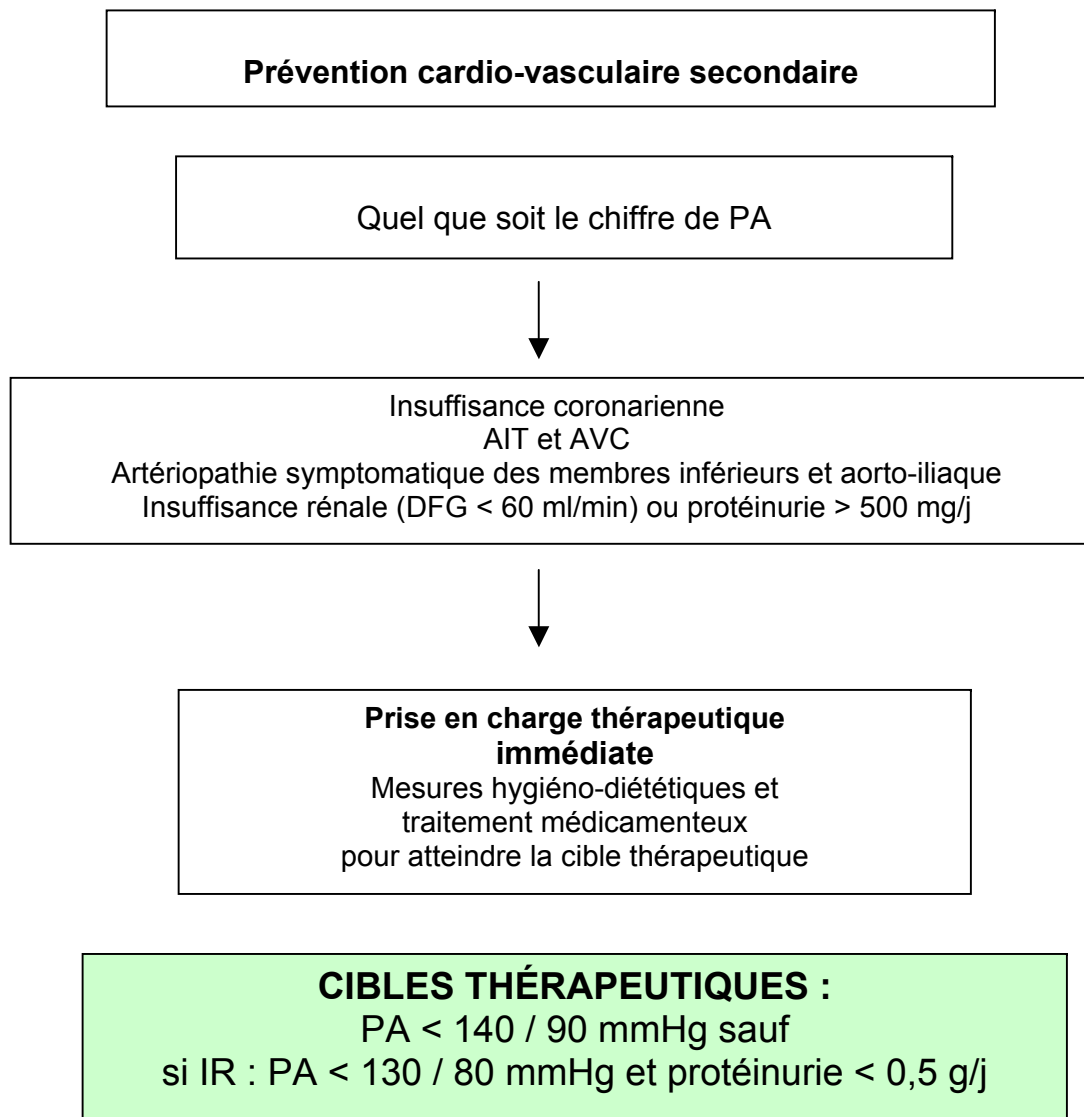 Prévention cardio-vasculaire secondaire
Quel que soit le chiffre de PA
Insuffisance coronarienne
AIT et AVC
Artériopathie symptomatique des membres inférieurs et aorto-iliaque
Insuffisance rénale (DFG < 60 ml/min) ou protéinurie > 500 mg/j
Prise en charge thérapeutique
immédiate
Mesures hygiéno-diététiques et
traitement médicamenteux
pour atteindre la cible thérapeutique
CIBLES THÉRAPEUTIQUES :
PA < 140 / 90 mmHg sauf
si IR : PA < 130 / 80 mmHg et protéinurie < 0,5 g/j